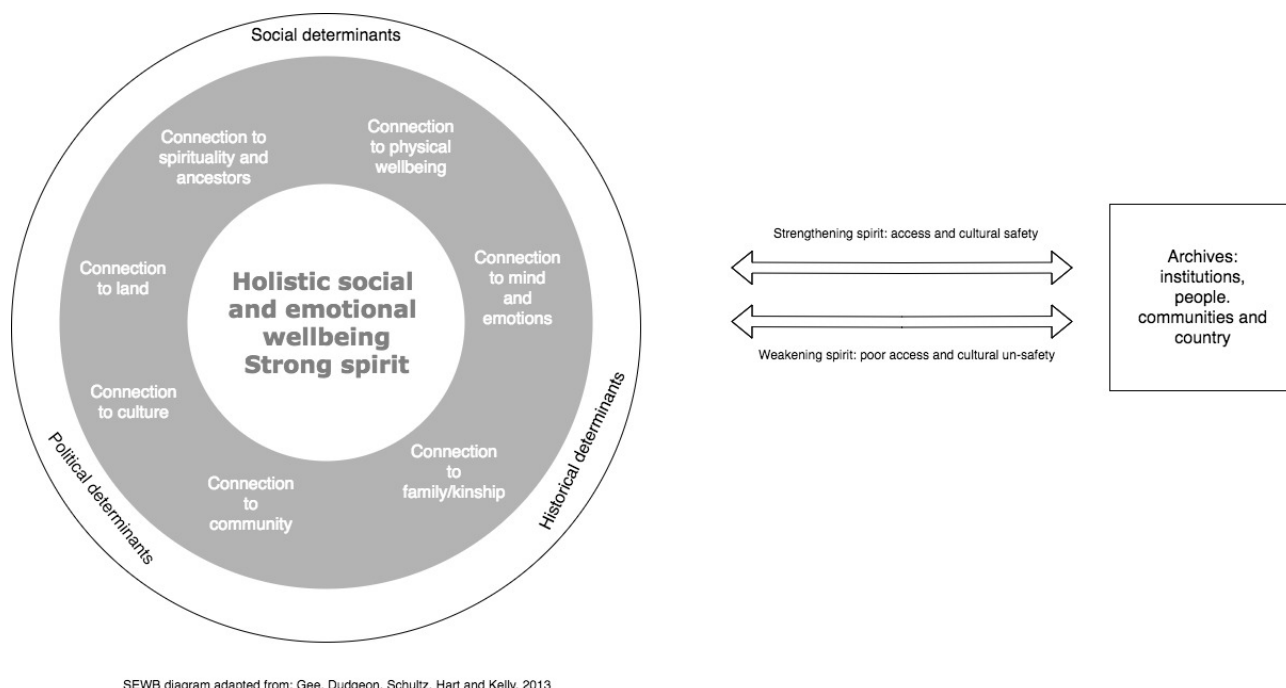 Social determinants
Connection to
spirituality and
ancestors
Connection
to physical
wellbeing
Connection
to land
Connection
to mind
and
emotions
Holistic social
and emotional
wellbeing
Strong spirit
Connection
to culture
Connection
to
community
Connection
to
family/kinship
Political determinants
Historical determinants
Strengthening spirit: access and cultural safety
Weakening spirit: poor access and cultural un-safety
Archives:
institutions,
people.
communities and
country
SEWB diagram adapted from: Gee, Dudgeon, Schultz, Hart and Kelly, 2013